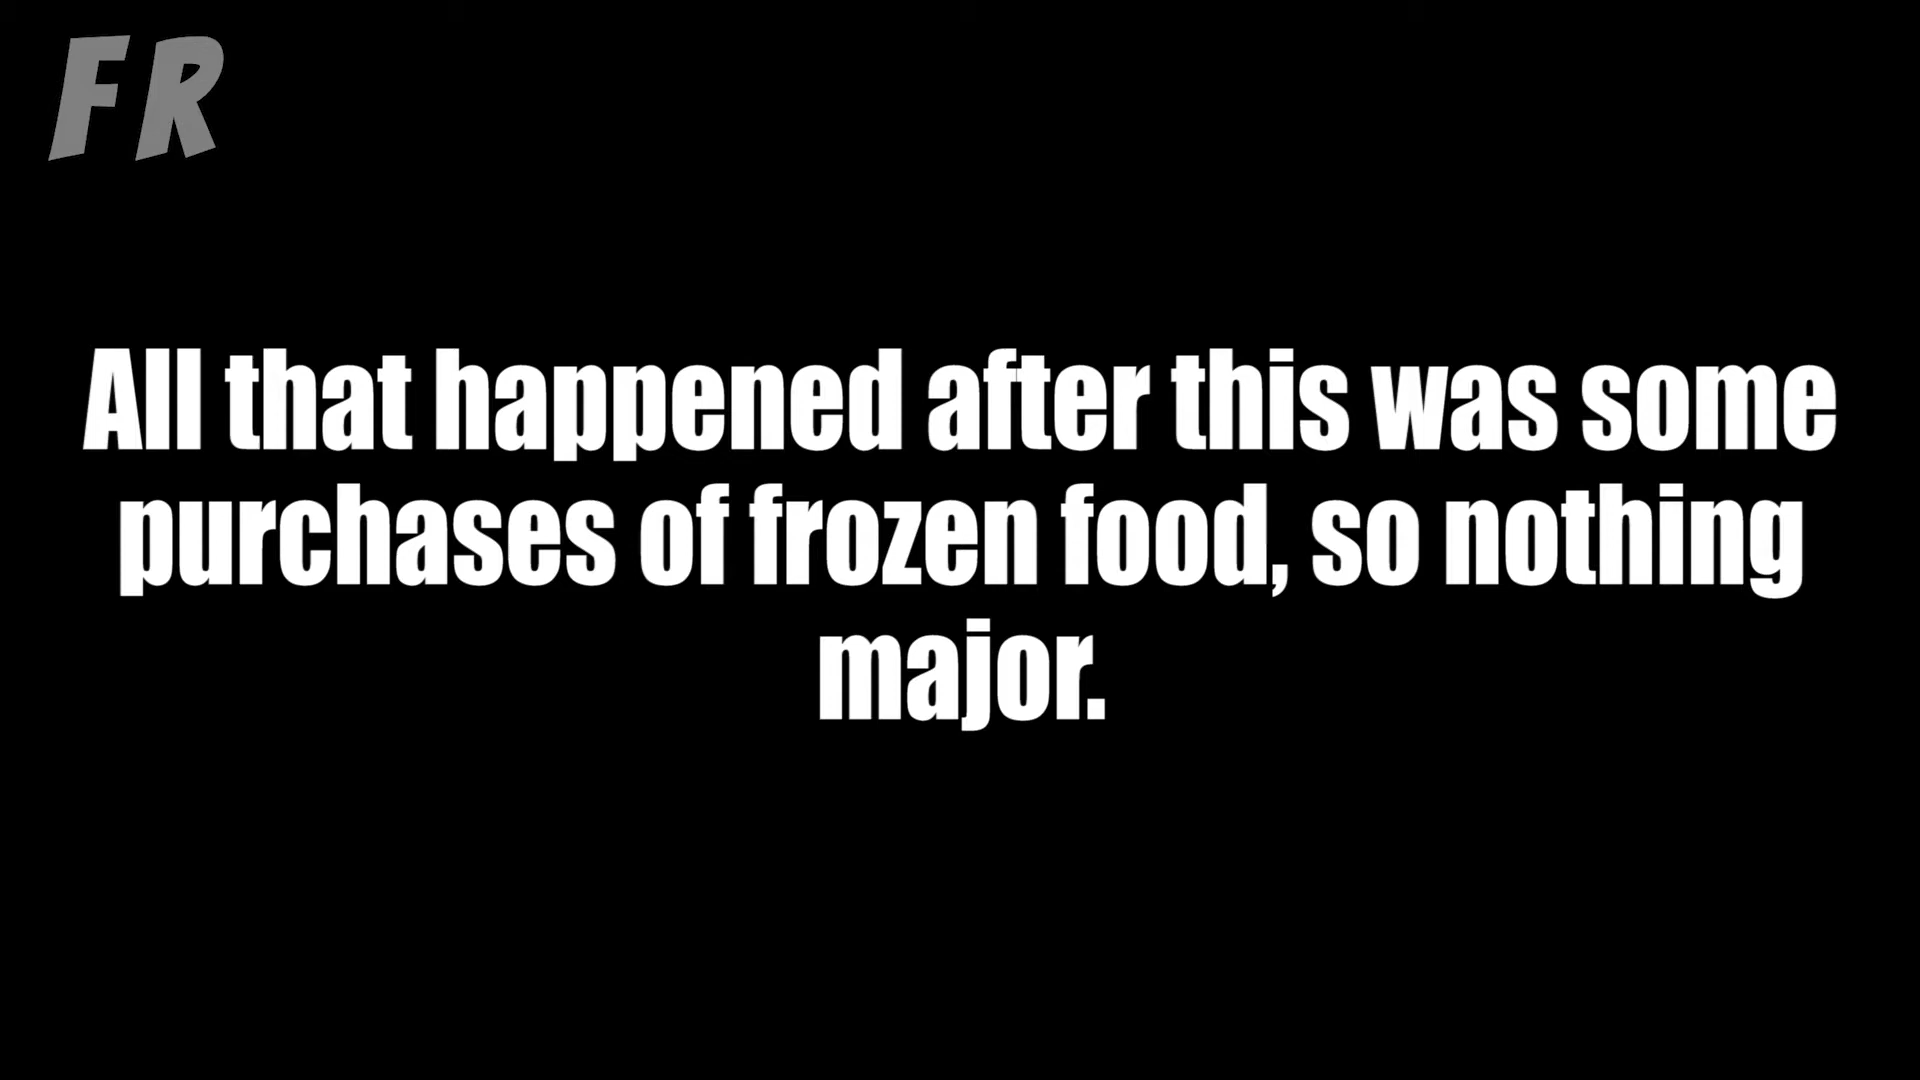 FR
All that happened after this was some
purchases of frozen food, so nothing
major.